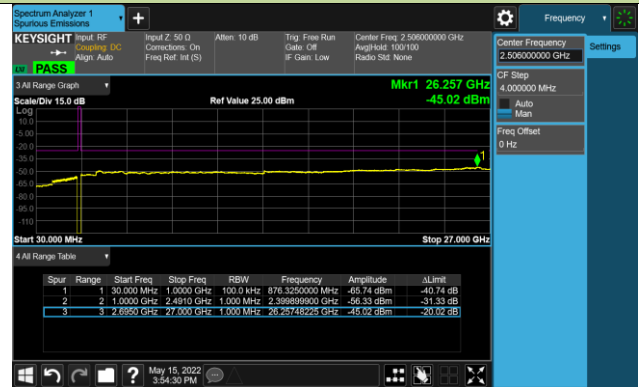 Spectrum Analyzer 1
Spurious Emissions
Frequency
KEYSIGHT Input: RF Input Z: 50 Ω Atten: 10 dB Trig: Free Run Center Freq: 2.506000000 GHz
Coupling: DC Corrections: On Gate: Off Avg|Hold: 100/100
Align: Auto Freq Ref: Int (S) IF Gain: Low Radio Std: None
PASS
Center Frequency
2.506000000 GHz
Settings
CF Step
4.000000 MHz
Auto
Man
Freq Offset
0 Hz
3 All Range Graph
Mkr1 26.257 GHz
Scale/Div 15.0 dB Ref Value 25.00 dBm -45.02 dBm
Log
10.0
-5.00
-20.0
-35.0
-50.0
-65.0
-80.0
-95.0
-110
1
Start 30.000 MHz Stop 27.000 GHz
4 All Range Table
Spur Range Start Freq Stop Freq RBW Frequency Amplitude ΔLimit
1 1 30.000 MHz 1.0000 GHz 100.0 kHz 876.3250000 MHz -65.74 dBm -40.74 dB
2 2 1.0000 GHz 2.4910 GHz 1.000 MHz 2.399899900 GHz -56.33 dBm -31.33 dB
3 3 2.6950 GHz 27.000 GHz 1.000 MHz 26.25748225 GHz -45.02 dBm -20.02 dB
May 15, 2022
3:54:30 PM